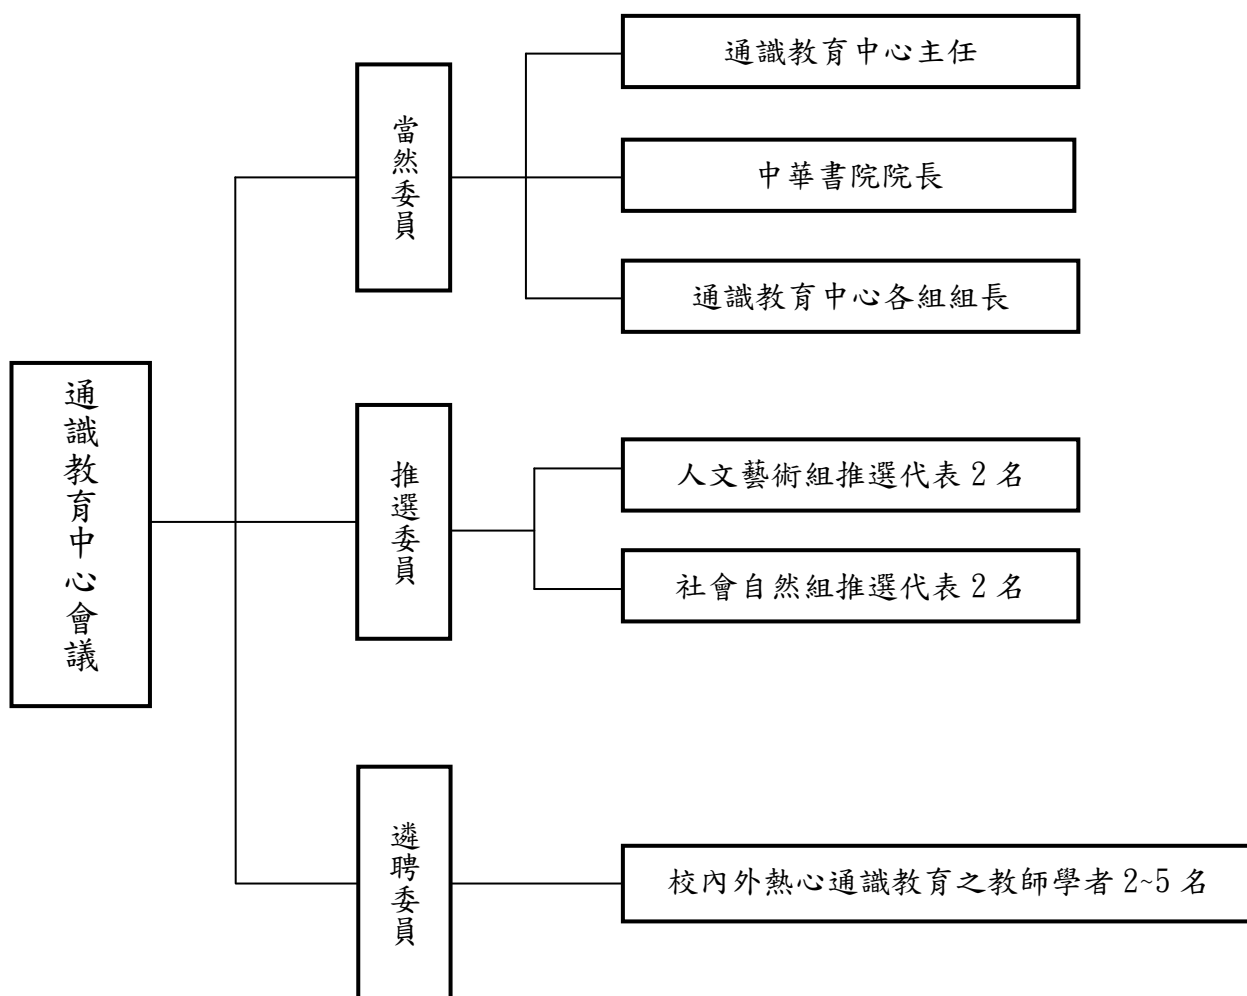 通識教育中心會議
當然委員
通識教育中心主任
中華書院院長
通識教育中心各組組長
推選委員
人文藝術組推選代表 2 名
社會自然組推選代表 2 名
遴聘委員
校內外熱心通識教育之教師學者 2~5 名